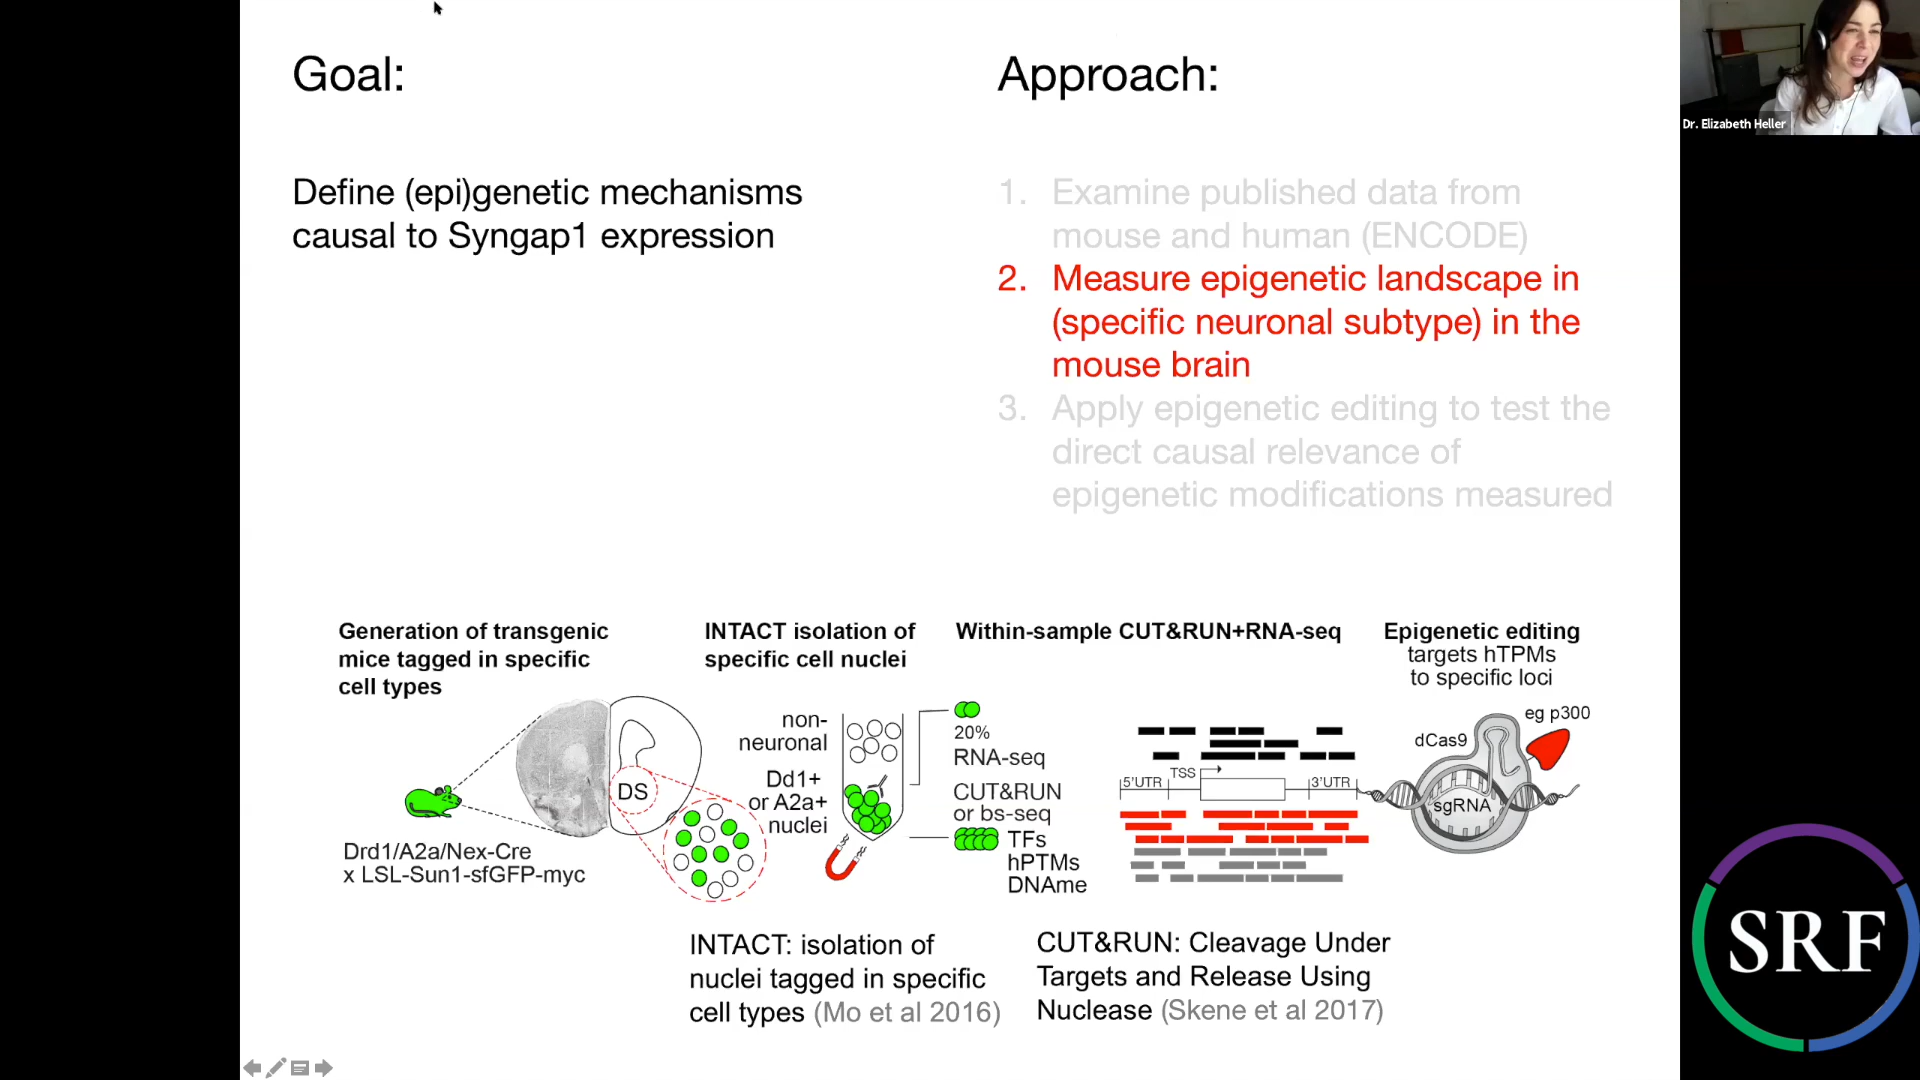 Goal:
Define (epi)genetic mechanisms
causal to Syngap1 expression
Approach:
1. Examine published data from
mouse and human (ENCODE)
2. Measure epigenetic landscape in
(specific neuronal subtype) in the
mouse brain
3. Apply epigenetic editing to test the
direct causal relevance of
epigenetic modifications measured
Dr. Elizabeth Heller
Generation of transgenic
mice tagged in specific
cell types
DS
Drd1/A2a/Nex-Cre
x LSL-Sun1-sfGFP-myc
INTACT isolation of
specific cell nuclei
non-
neuronal
Dd1+
or A2a+
nuclei
Within-sample CUT&RUN+RNA-seq
20%
RNA-seq
CUT&RUN
or bs-seq
TFs
hPTMs
DNAme
5'UTR
TSS
3'UTR
Epigenetic editing
targets hTPMs
to specific loci
eg p300
dCas9
sgRNA
INTACT: isolation of
nuclei tagged in specific
cell types (Mo et al 2016)
CUT&RUN: Cleavage Under
Targets and Release Using
Nuclease (Skene et al 2017)
SRF